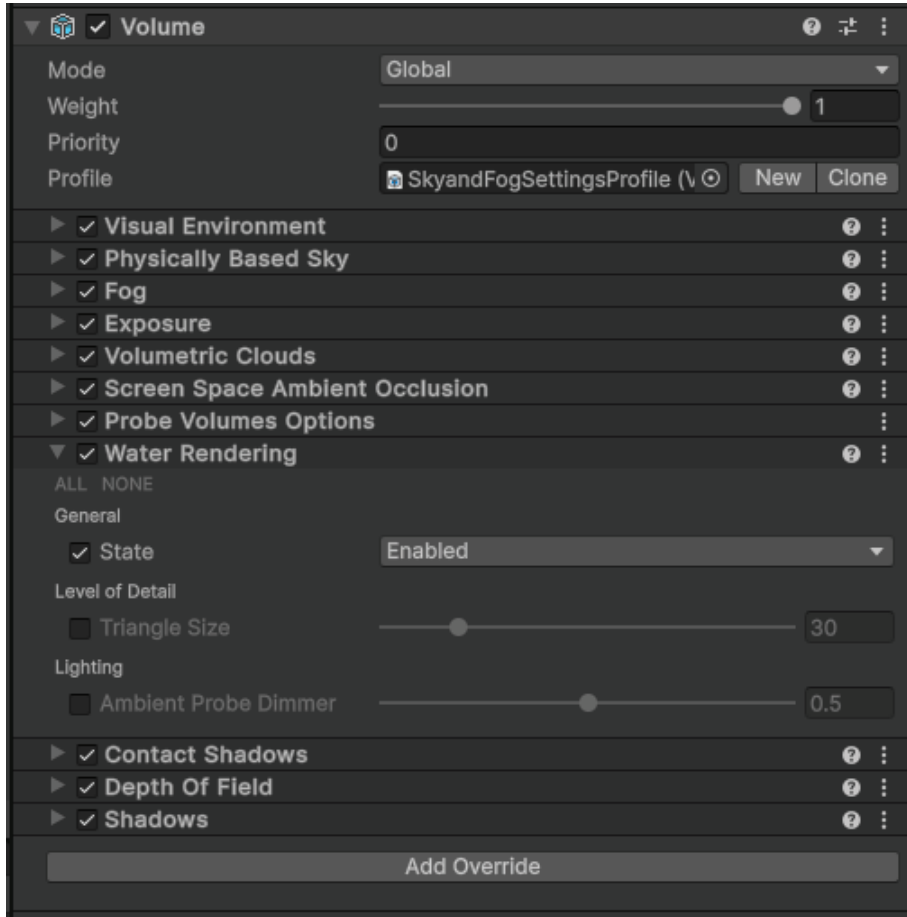 Volume
Mode Global
Weight 1
Priority 0
Profile SkyandFogSettingsProfile (V New Clone
Visual Environment
Physically Based Sky
Fog
Exposure
Volumetric Clouds
Screen Space Ambient Occlusion
Probe Volumes Options
Water Rendering
ALL NONE
General
State Enabled
Level of Detail
Triangle Size 30
Lighting
Ambient Probe Dimmer 0.5
Contact Shadows
Depth Of Field
Shadows
Add Override